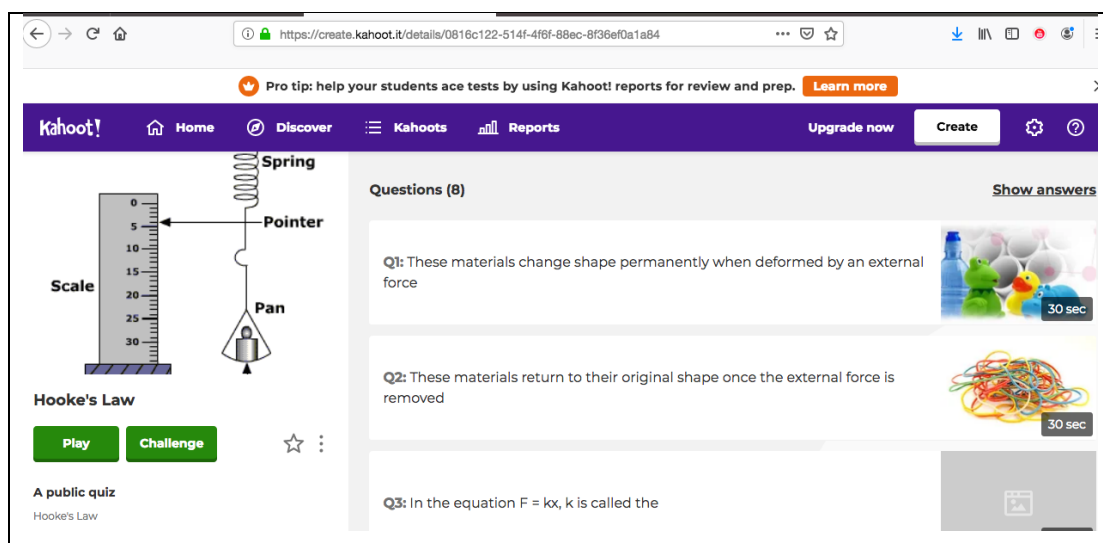 https://create.kahoot.it/details/0816c122-514f-4f6f-88ec-8f36ef0a1a84
Pro tip: help your students ace tests by using Kahoot! reports for review and prep. Learn more
Kahoot! Home Discover Kahoots Reports Upgrade now Create
Spring
0
5
Pointer
10
15
Scale
20
Pan
25
30
Hooke's Law
Play Challenge
A public quiz
Hooke's Law
Questions (8) Show answers
Q1: These materials change shape permanently when deformed by an external
force
30 sec
Q2: These materials return to their original shape once the external force is
removed
30 sec
Q3: In the equation F = kx, k is called the